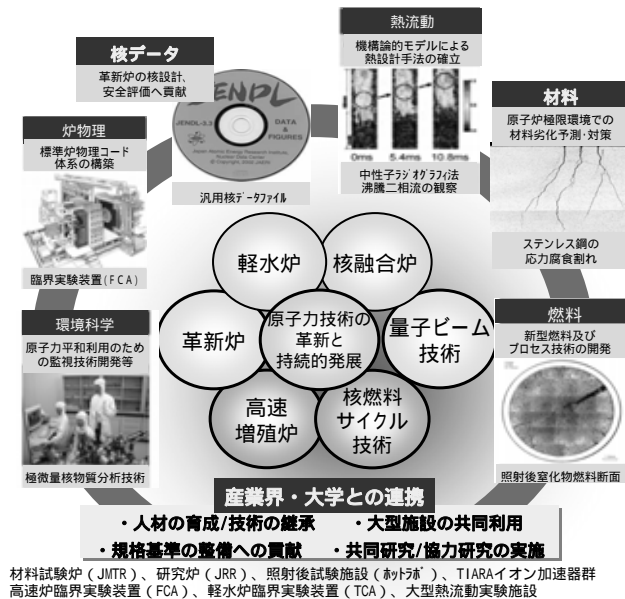 熱流動
機構論的モデルによる
熱設計手法の確立
0ms 5.4ms 10.8ms
中性子ﾗｼﾞｵｸﾞﾗﾌｨ法
沸騰二相流の観察
核データ
革新炉の核設計、
安全評価へ貢献
JENDL
JENDL-3.3
DATA
&
FIGURES
汎用核ﾃﾞｰﾀﾌｧｲﾙ
材料
原子炉極限環境での
材料劣化予測･対策
ステンレス鋼の
応力腐食割れ
炉物理
標準炉物理コード
体系の構築
臨界実験装置(FCA)
環境科学
原子力平和利用のため
の監視技術開発等
極微量核物質分析技術
燃料
新型燃料及び
プロセス技術の開発
照射後窒化物燃料断面
軽水炉
核融合炉
革新炉
原子力技術の
革新と
持続的発展
量子ビーム
技術
高速
増殖炉
核燃料
サイクル
技術
産業界・大学との連携
・人材の育成/技術の継承 ・大型施設の共同利用
・規格基準の整備への貢献 ・共同研究/協力研究の実施
材料試験炉（JMTR）、研究炉（JRR）、照射後試験施設（ﾎｯﾄﾗﾎﾞ）、TIARAイオン加速器群
高速炉臨界実験装置（FCA）、軽水炉臨界実験装置（TCA）、大型熱流動実験施設